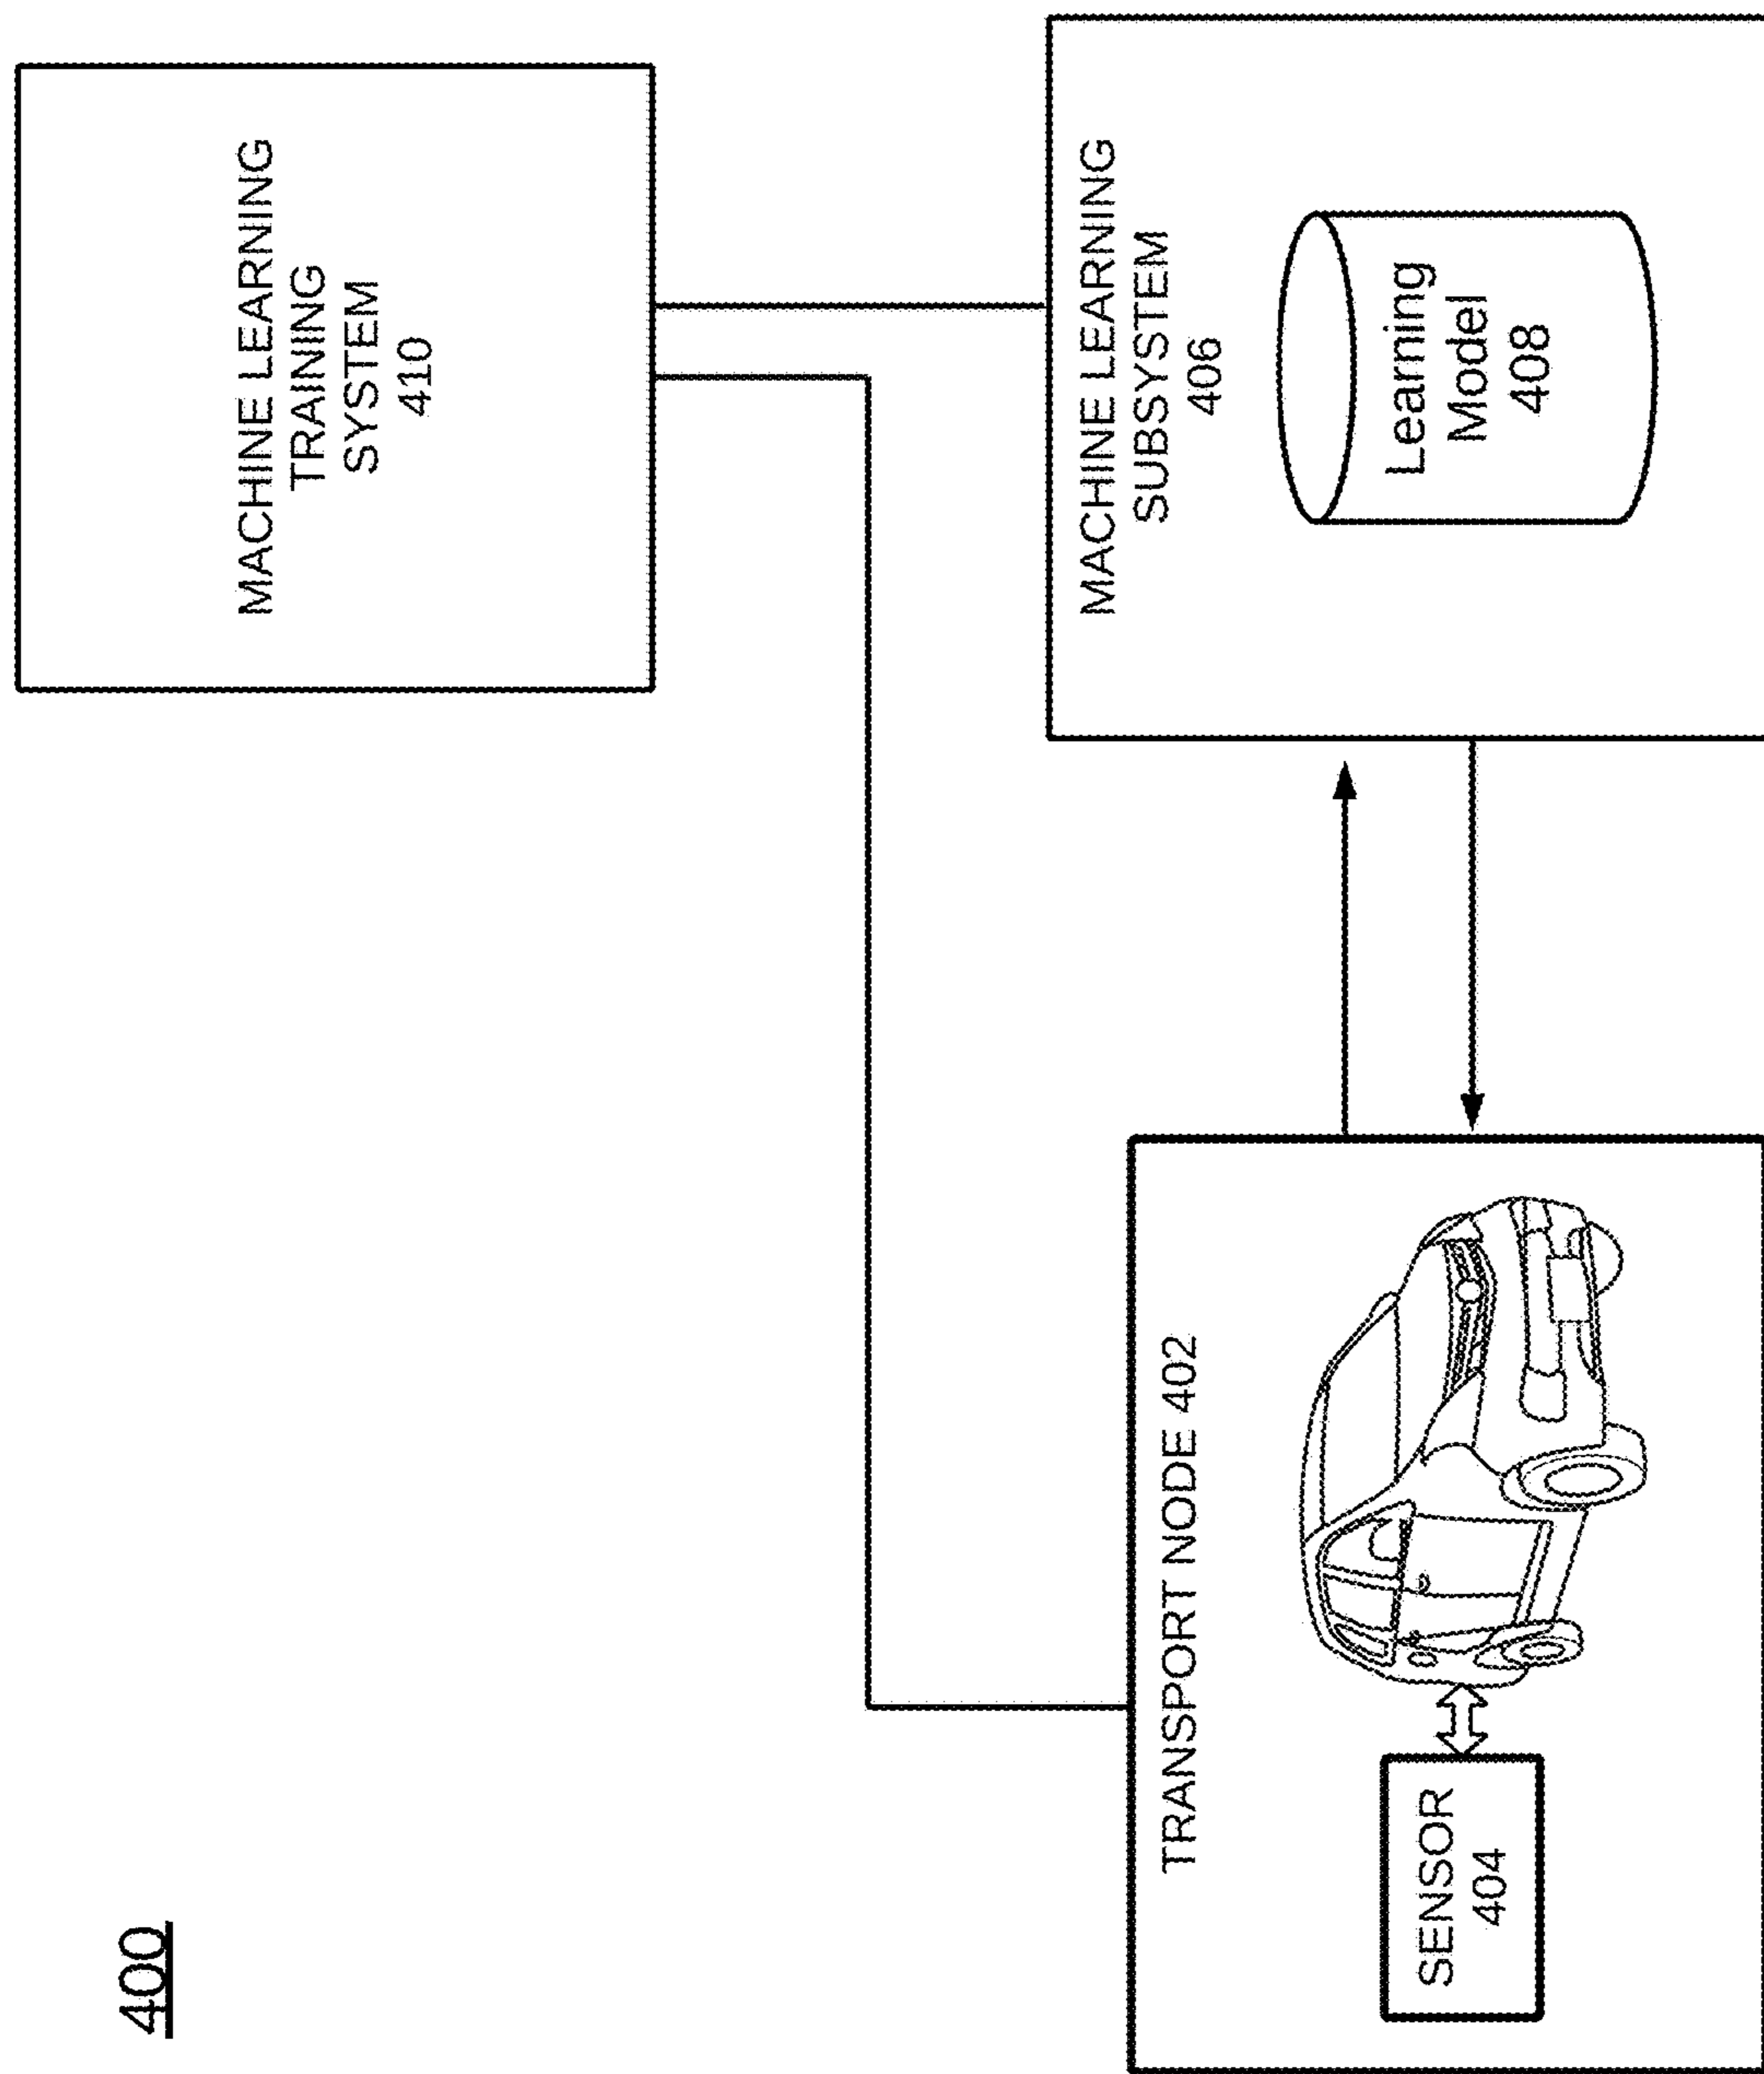 400
MACHINE LEARNING
TRAINING
SYSTEM
410
TRANSPORT NODE 402
SENSOR
404
MACHINE LEARNING
SUBSYSTEM
406
Learning
Model
408